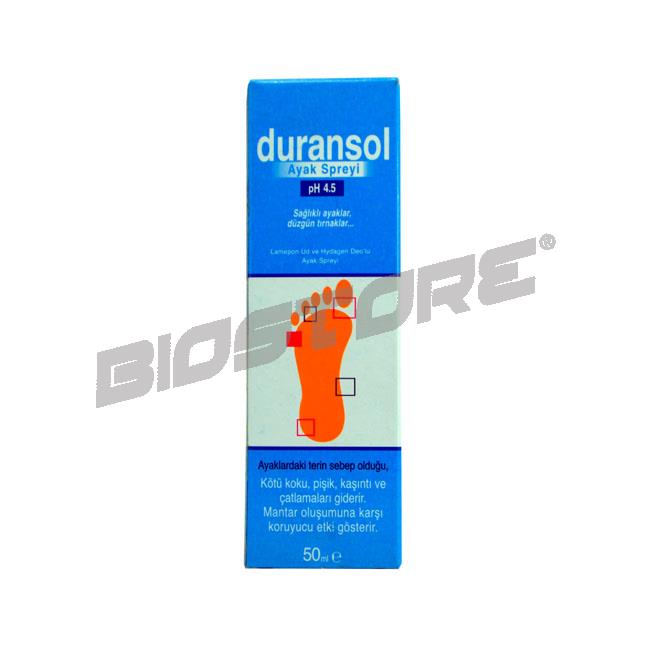 duransol
Ayak Spreyi
pH 4.5
Sağlıklı ayaklar,
düzgün tırnaklar...
Lamepon Ud ve Hydagen Deo'lu
Ayak Spreyi
BIOSTORE®
Ayaklardaki terin sebep olduğu,
Kötü koku, pişik, kaşıntı ve
çatlamaları giderir.
Mantar oluşumuna karşı
koruyucu etki gösterir.
50ml ℮